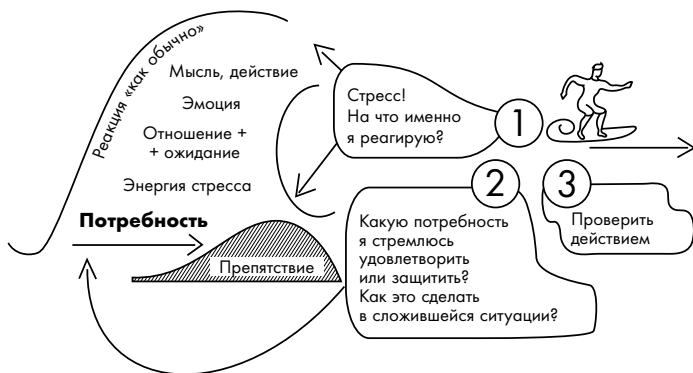 Реакция «как обычно»
Мысль, действие
Эмоция
Отношение +
+ ожидание
Энергия стресса
Потребность
Препятствие
Стресс!
На что именно
я реагирую?
1
2
Какую потребность
я стремлюсь
удовлетворить
или защитить?
Как это сделать
в сложившейся ситуации?
3
Проверить
действием